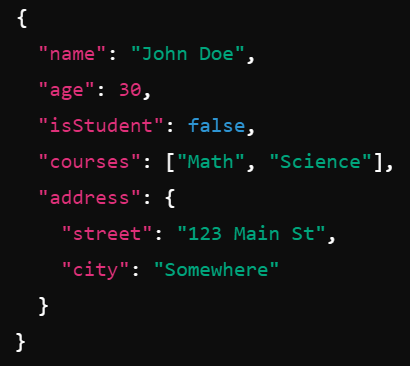 {
  "name": "John Doe",
  "age": 30,
  "isStudent": false,
  "courses": ["Math", "Science"],
  "address": {
    "street": "123 Main St",
    "city": "Somewhere"
  }
}